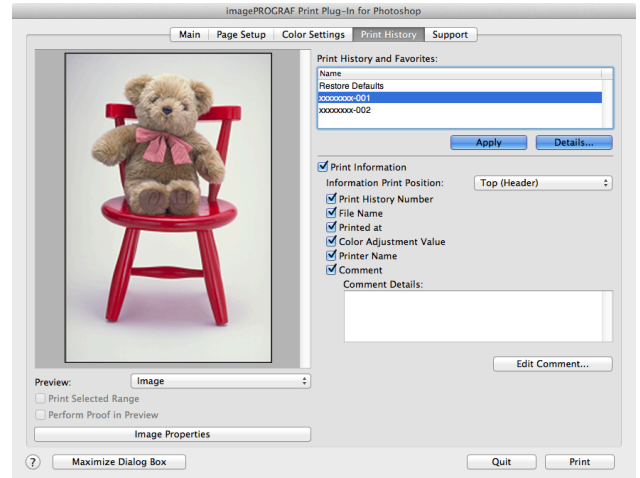 imagePROGRAF Print Plug-In for Photoshop
Main Page Setup Color Settings Print History Support
Print History and Favorites:
Name
Restore Defaults
xxxxxxxx-001
xxxxxxxx-002
Apply Details...
Print Information
Information Print Position: Top (Header)
Print History Number
File Name
Printed at
Color Adjustment Value
Printer Name
Comment
Comment Details:
Edit Comment...
Preview: Image
Print Selected Range
Perform Proof in Preview
Image Properties
? Maximize Dialog Box Quit Print